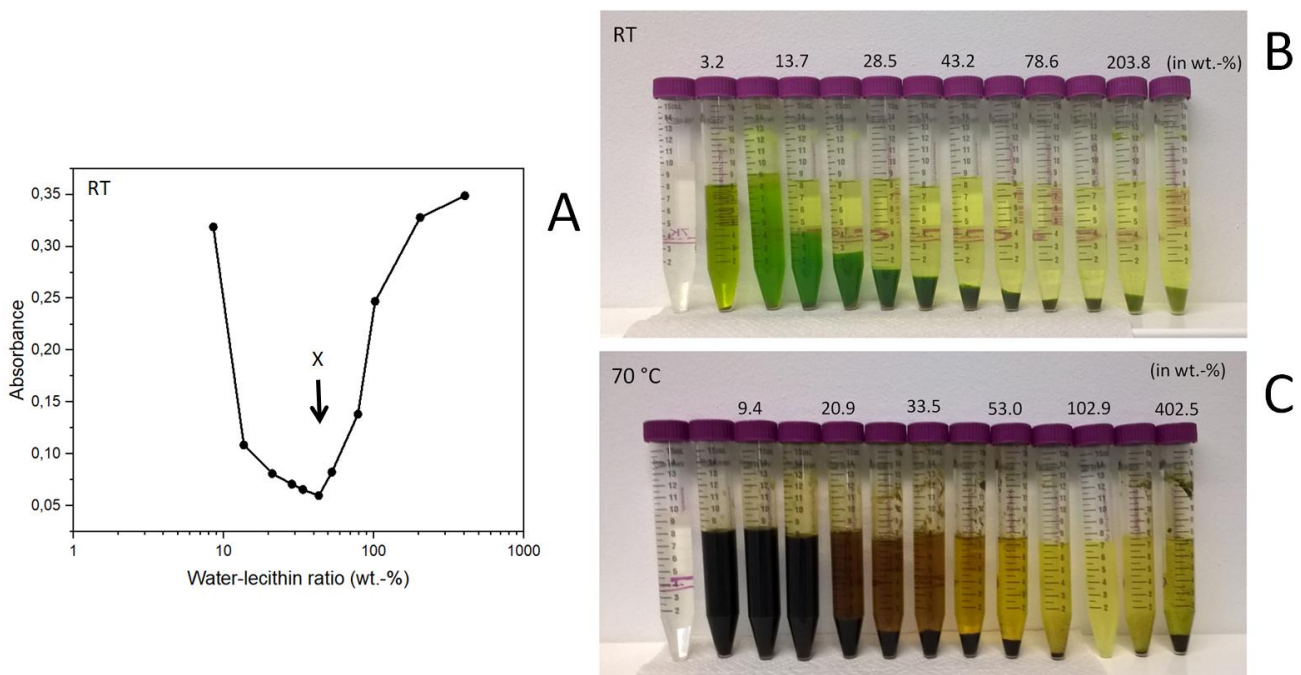 RT
0,35
0,30
0,25
0,20
0,15
0,10
0,05
Absorbance
X
1
10
100
1000
Water-lecithin ratio (wt.-%)
A
RT
3.2 13.7 28.5 43.2 78.6 203.8 (in wt.-%)
B
70 °C
(in wt.-%)
9.4 20.9 33.5 53.0 102.9 402.5
C